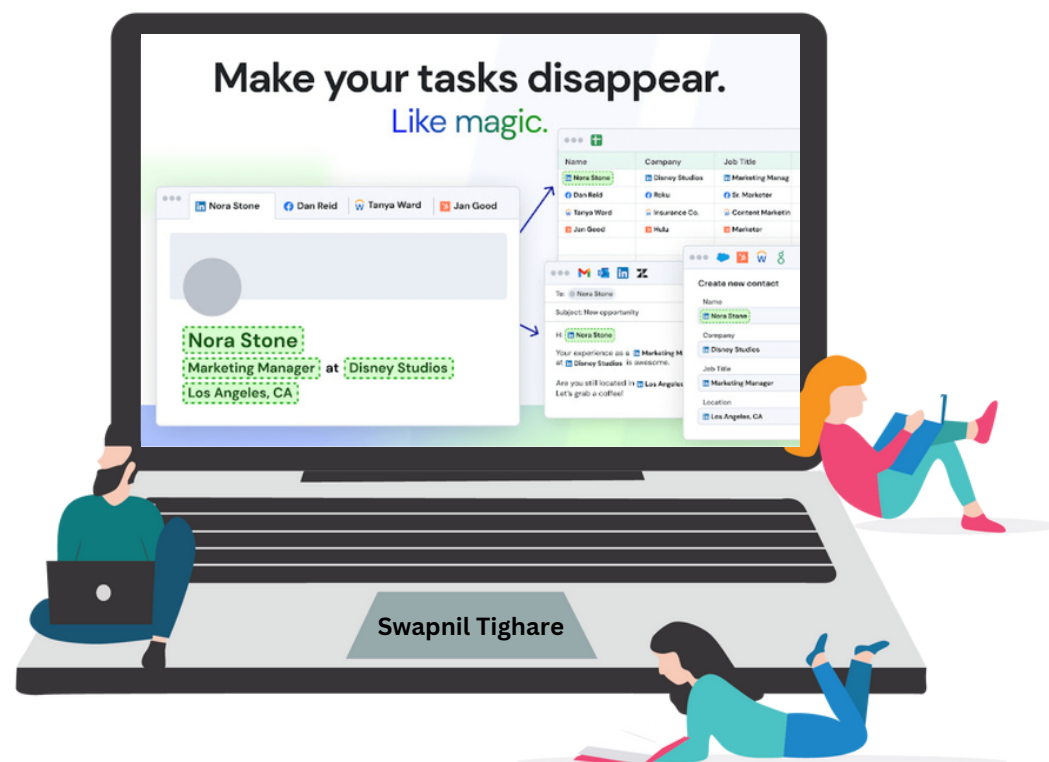 Make your tasks disappear.
Like magic.
Nora Stone Dan Reid Tanya Ward Jan Good
Nora Stone
Marketing Manager at Disney Studios
Los Angeles, CA
Name Company Job Title
Nora Stone Disney Studios Marketing Manag
Dan Reid Roku Sr. Marketer
Tanya Ward Insurance Co. Content Marketin
Jan Good Hulu Marketer
To: Nora Stone
Subject: New opportunity
Hi Nora Stone
Your experience as a Marketing M
at Disney Studios is awesome.
Are you still located in Los Angeles
Let's grab a coffee!
Create new contact
Name
Nora Stone
Company
Disney Studios
Job Title
Marketing Manager
Location
Los Angeles, CA
Swapnil Tighare